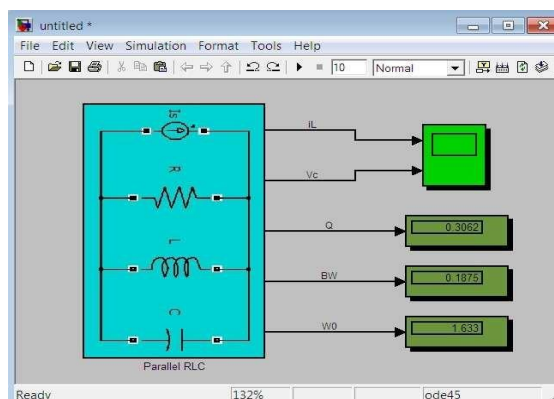 untitled *
File Edit View Simulation Format Tools Help
10 Normal
Is
iL
R
Vc
Q
0.3062
L
BW
0.1875
C
W0
1.633
Parallel RLC
Ready 132% ode45